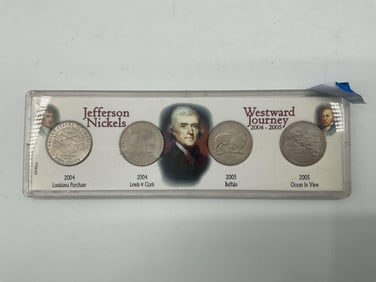 Jefferson
Nickels
Westward
Journey
2004 - 2005
2004
Louisiana Purchase
2004
Lewis n Clark
2005
Buffalo
2005
Ocean In View